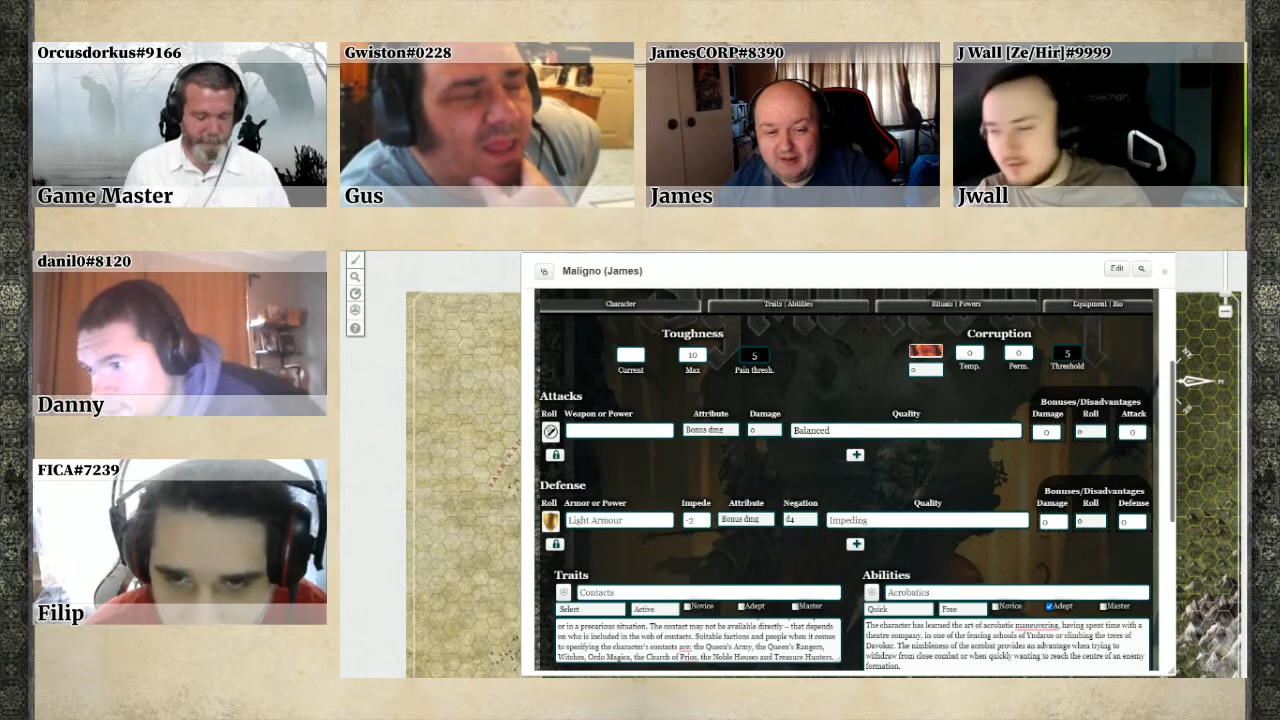 Orcusdorkus#9166
Gwiston#0228
JamesCORP#8390
J Wall [Ze/Hir]#9999
Game Master
Gus
James
Jwall
danil0#8120
Danny
FICA#7239
Filip
Maligno (James)
Edit
Character
Traits | Abilities
Rituals | Powers
Equipment | Bio
Toughness
Corruption
10
5
0
0
5
Current
Max
Pain thresh.
0
Temp.
Perm.
Threshold
Attacks
Bonuses/Disadvantages
Roll
Weapon or Power
Attribute
Damage
Quality
Damage
Roll
Attack
Bonus dmg
0
Balanced
0
0
0
Defense
Bonuses/Disadvantages
Roll
Armor or Power
Impede
Attribute
Negation
Quality
Damage
Roll
Defense
Light Armour
-2
Bonus dmg
d4
Impeding
0
0
0
Traits
Abilities
Contacts
Acrobatics
Select
Active
Novice
Adept
Master
Quick
Free
Novice
Adept
Master
or in a precarious situation. The contact may not be available directly – that depends
on who is included in the web of contacts. Suitable factions and people when it comes
to specifying the character's contacts are: the Queen's Army, the Queen's Rangers,
Witches, Ordo Magica, the Church of Prios, the Noble Houses and Treasure Hunters.
The character has learned the art of acrobatic maneuvering, having spent time with a
theatre company, in one of the fencing schools of Yndaros or climbing the trees of
Davokar. The nimbleness of the acrobat provides an advantage when trying to
withdraw from close combat or when quickly wanting to reach the centre of an enemy
formation.